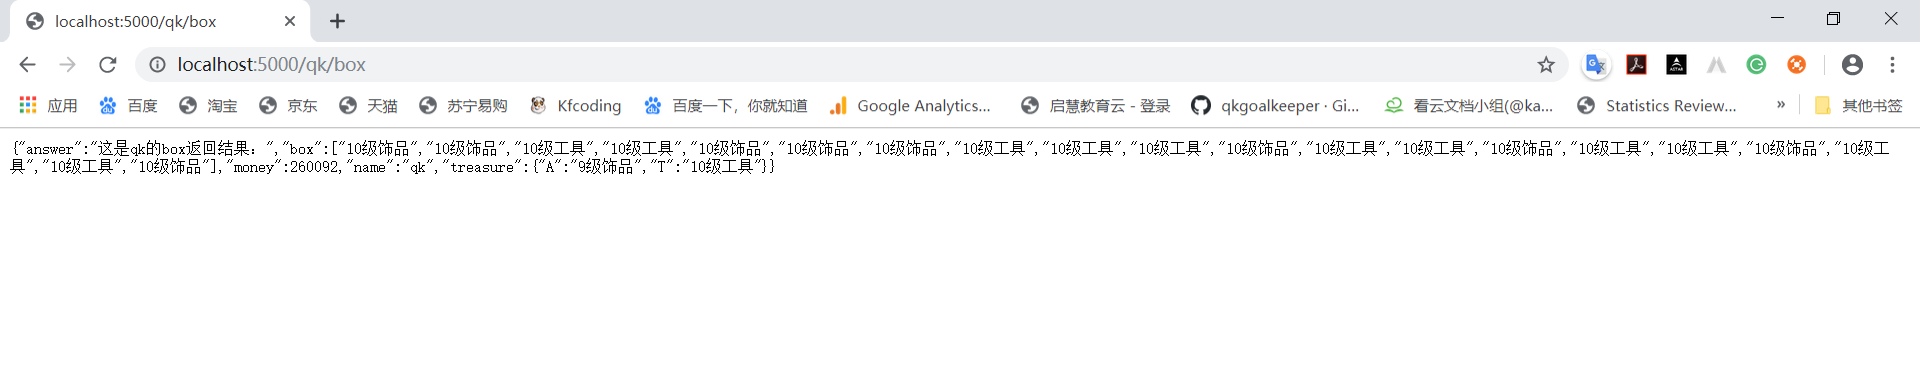 localhost:5000/qk/box
localhost:5000/qk/box
应用 百度 淘宝 京东 天猫 苏宁易购 Kfcoding 百度一下，你就知道 Google Analytics... 启慧教育云 - 登录 qkgoalkeeper · Gi... 看云文档小组(@ka... Statistics Review... » 其他书签
{"answer":"这是qk的box返回结果：","box":["10级饰品","10级饰品","10级工具","10级工具","10级饰品","10级饰品","10级饰品","10级工具","10级工具","10级工具","10级饰品","10级工具","10级工具","10级饰品","10级工具","10级工具","10级饰品","10级工
具","10级工具","10级饰品"],"money":260092,"name":"qk","treasure":{"A":"9级饰品","T":"10级工具"}}